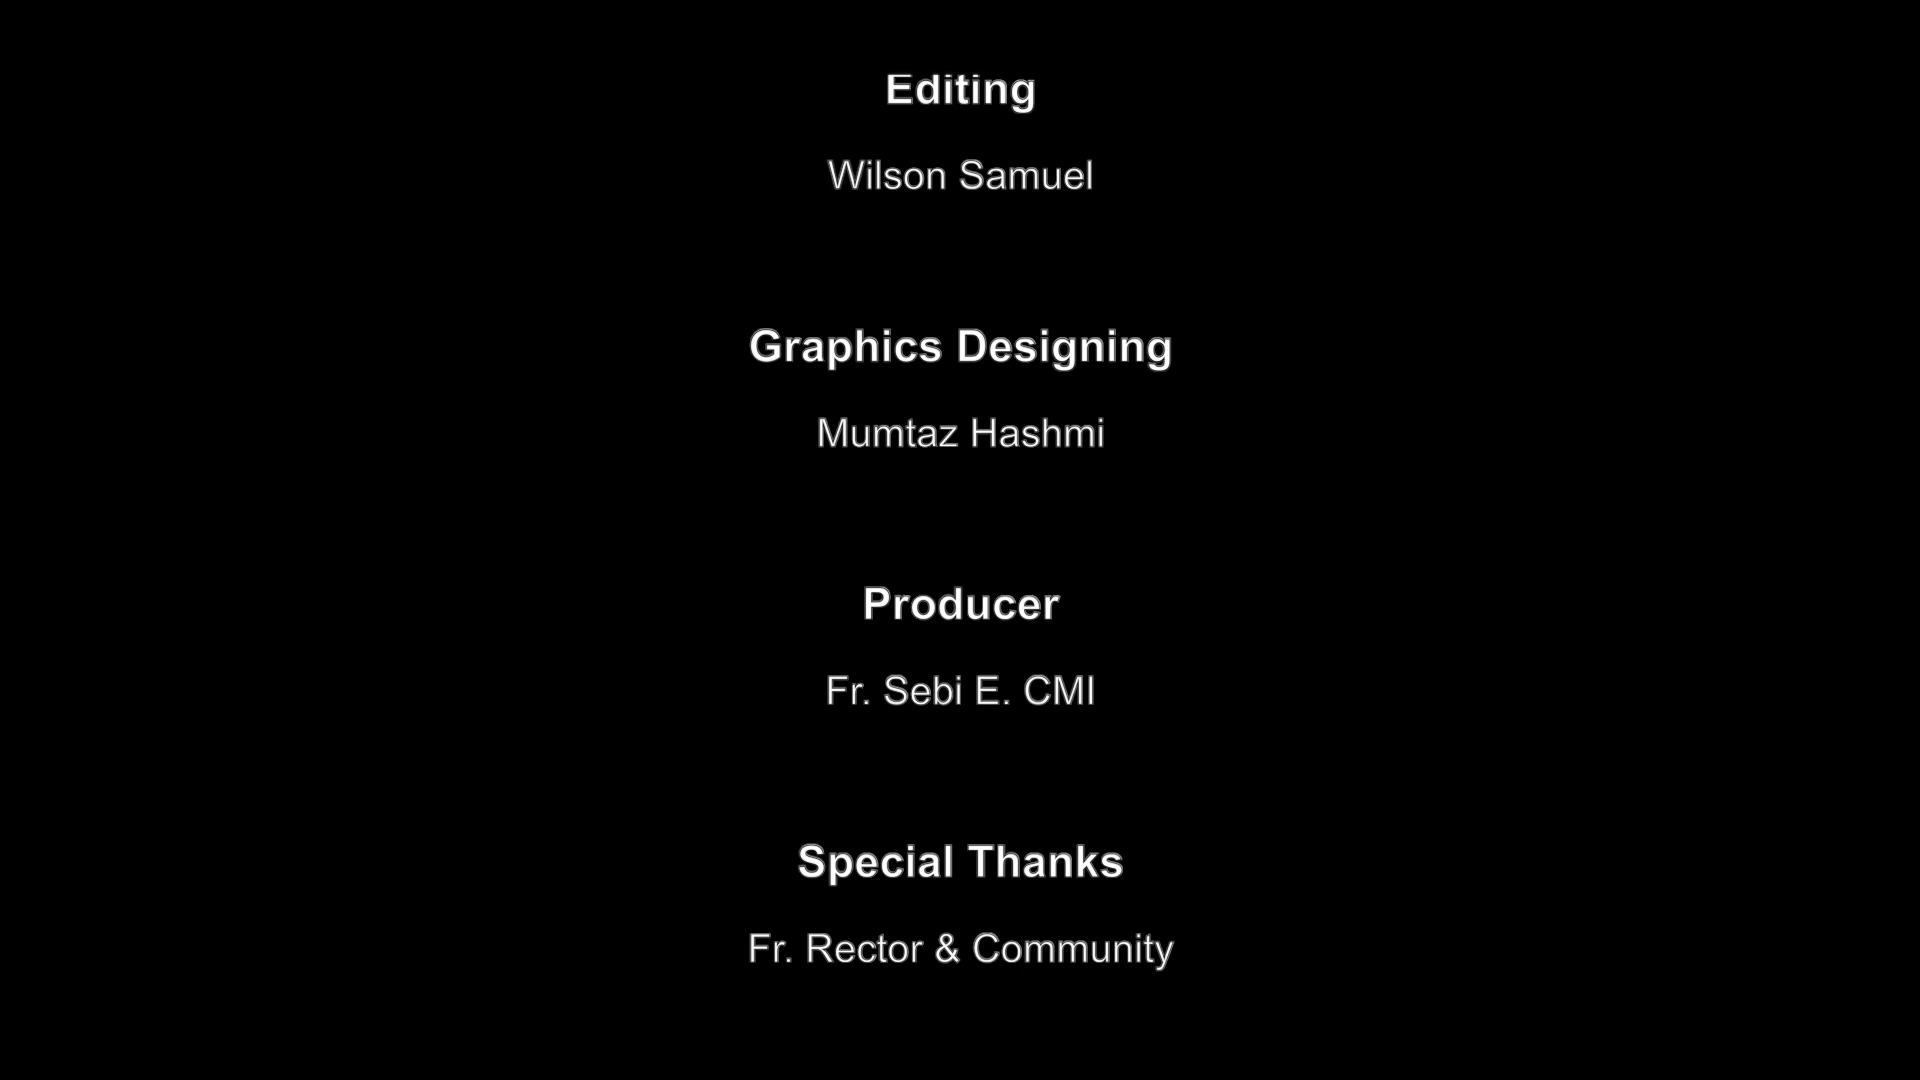 Editing
Wilson Samuel
Graphics Designing
Mumtaz Hashmi
Producer
Fr. Sebi E. CMI
Special Thanks
Fr. Rector & Community